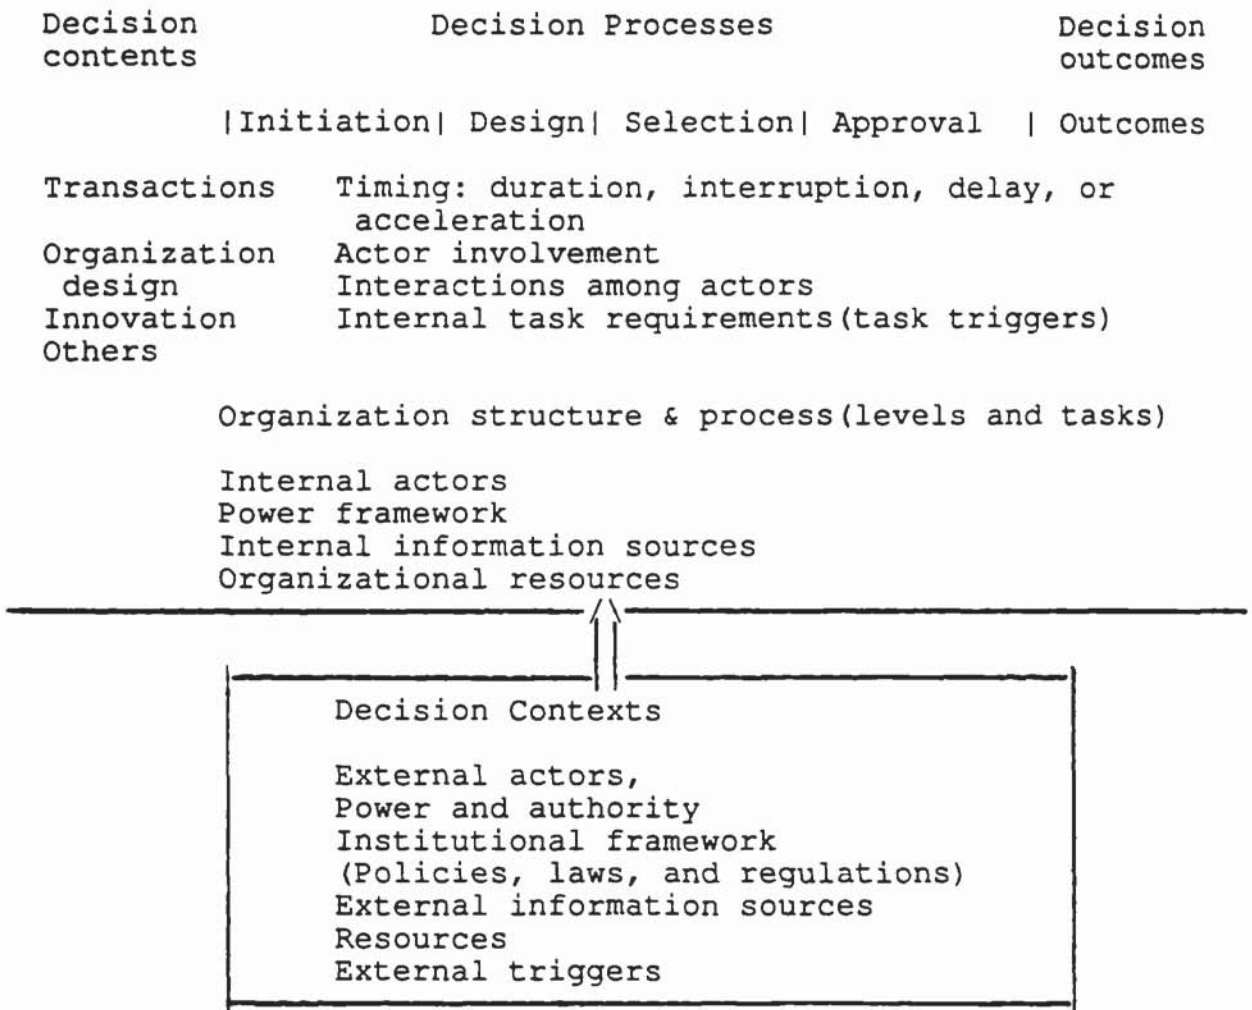 Decision Decision Processes Decision
contents outcomes
|Initiation| Design| Selection| Approval | Outcomes
Transactions Timing: duration, interruption, delay, or
acceleration
Organization Actor involvement
design Interactions among actors
Innovation Internal task requirements(task triggers)
Others
Organization structure & process(levels and tasks)
Internal actors
Power framework
Internal information sources
Organizational resources
Decision Contexts
External actors,
Power and authority
Institutional framework
(Policies, laws, and regulations)
External information sources
Resources
External triggers